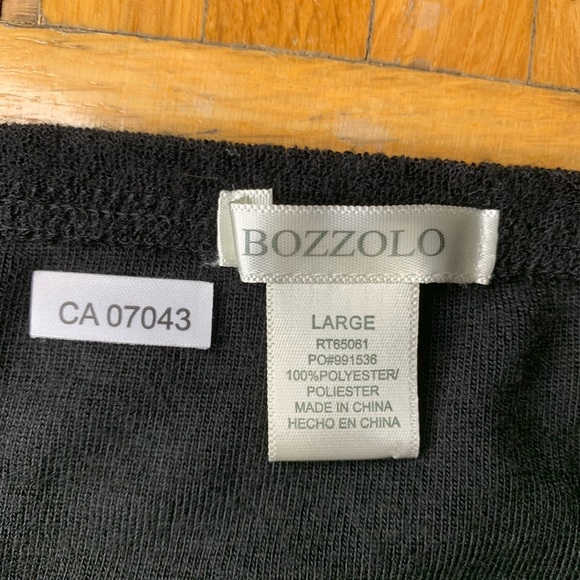 BOZZOLO
CA 07043
LARGE
RT65061
PO#991536
100%POLYESTER/
POLIESTER
MADE IN CHINA
HECHO EN CHINA